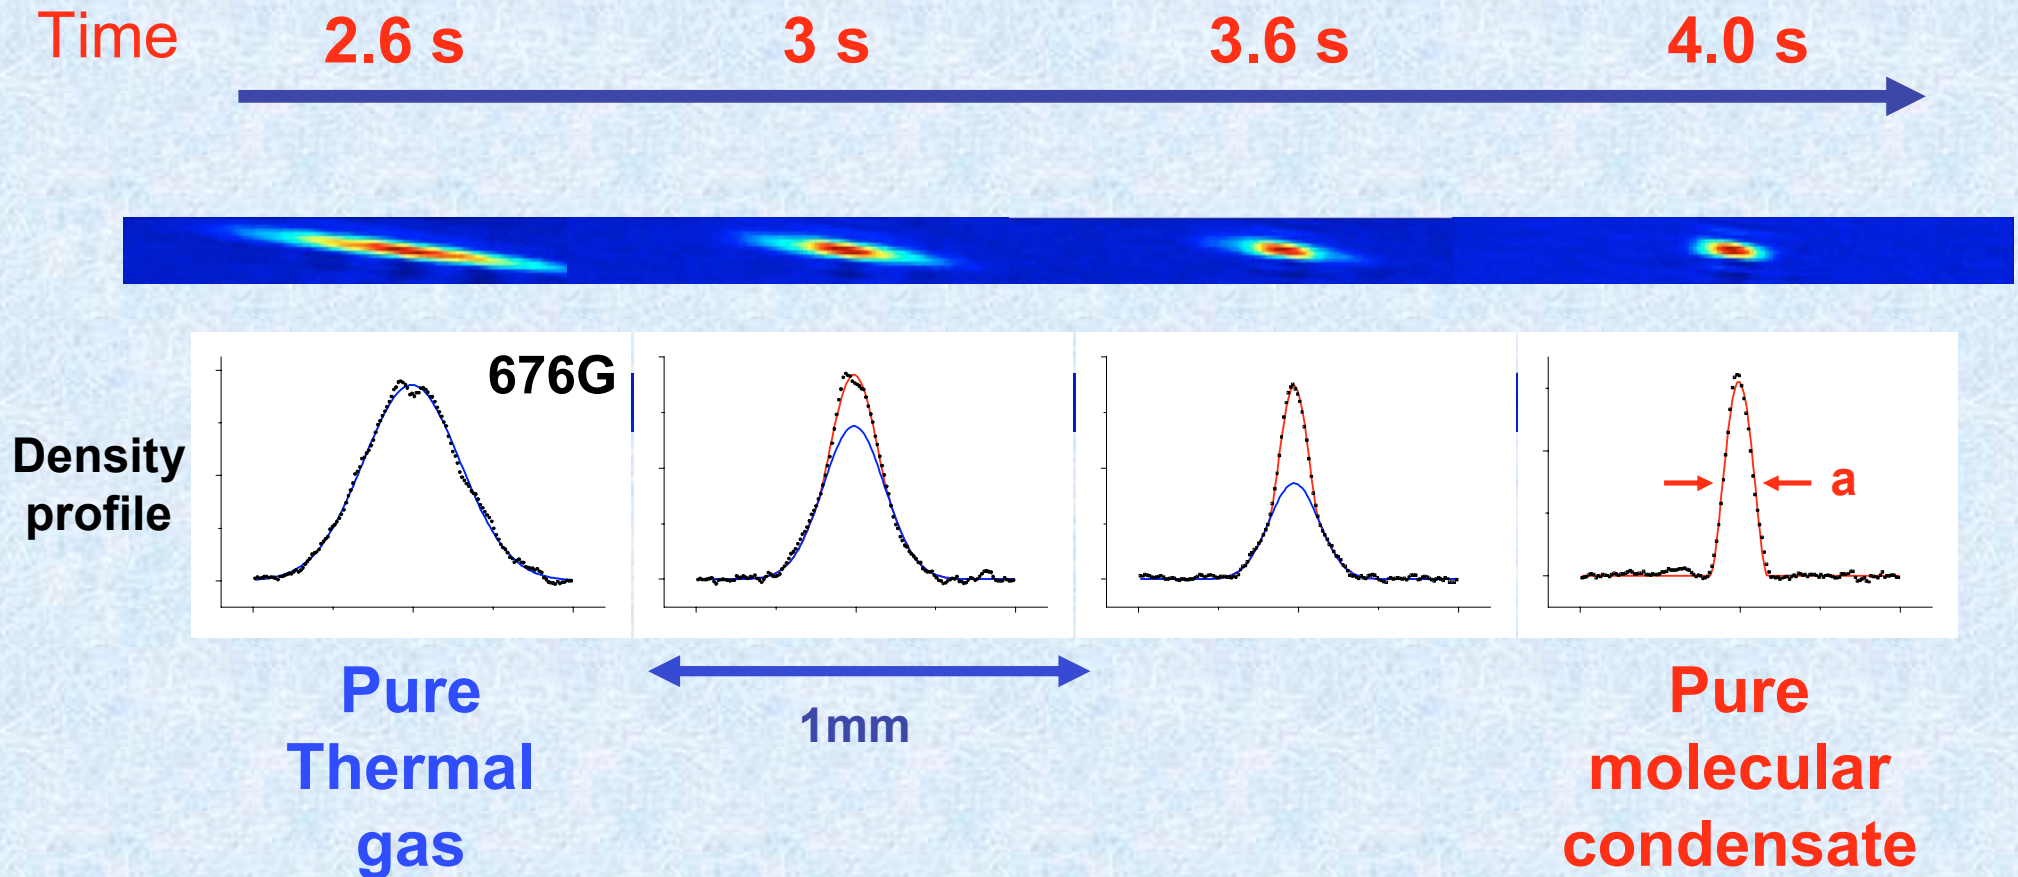 Time 2.6 s 3 s 3.6 s 4.0 s
676G
Density
profile
a
Pure
Thermal
gas
1mm
Pure
molecular
condensate